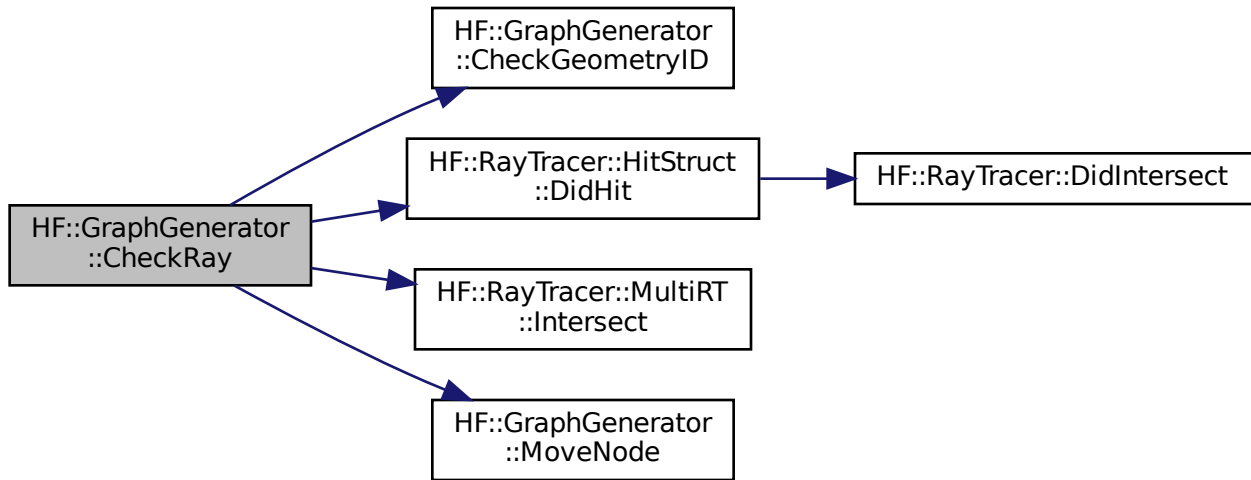 HF::GraphGenerator
::CheckRay
HF::GraphGenerator
::CheckGeometryID
HF::RayTracer::HitStruct
::DidHit
HF::RayTracer::DidIntersect
HF::RayTracer::MultiRT
::Intersect
HF::GraphGenerator
::MoveNode